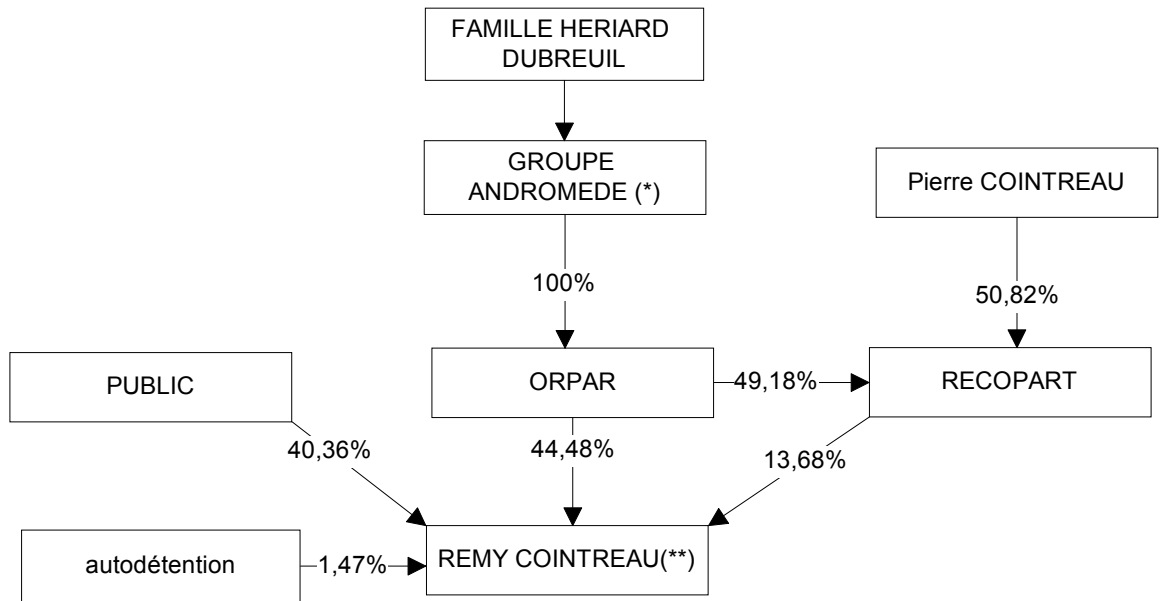 FAMILLE HERIARD
DUBREUIL
GROUPE
ANDROMEDE (*)
Pierre COINTREAU
100%
50,82%
PUBLIC
ORPAR
49,18%
RECOPART
40,36%
44,48%
13,68%
autodétention
1,47%
REMY COINTREAU(**)